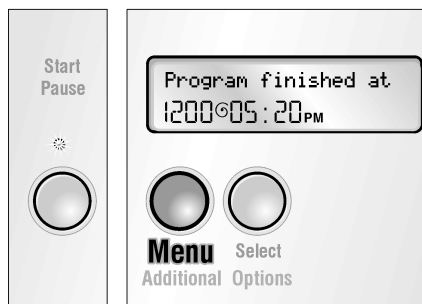 Start
Pause
Program finished at
1200 05:20PM
Menu
Select
Additional Options